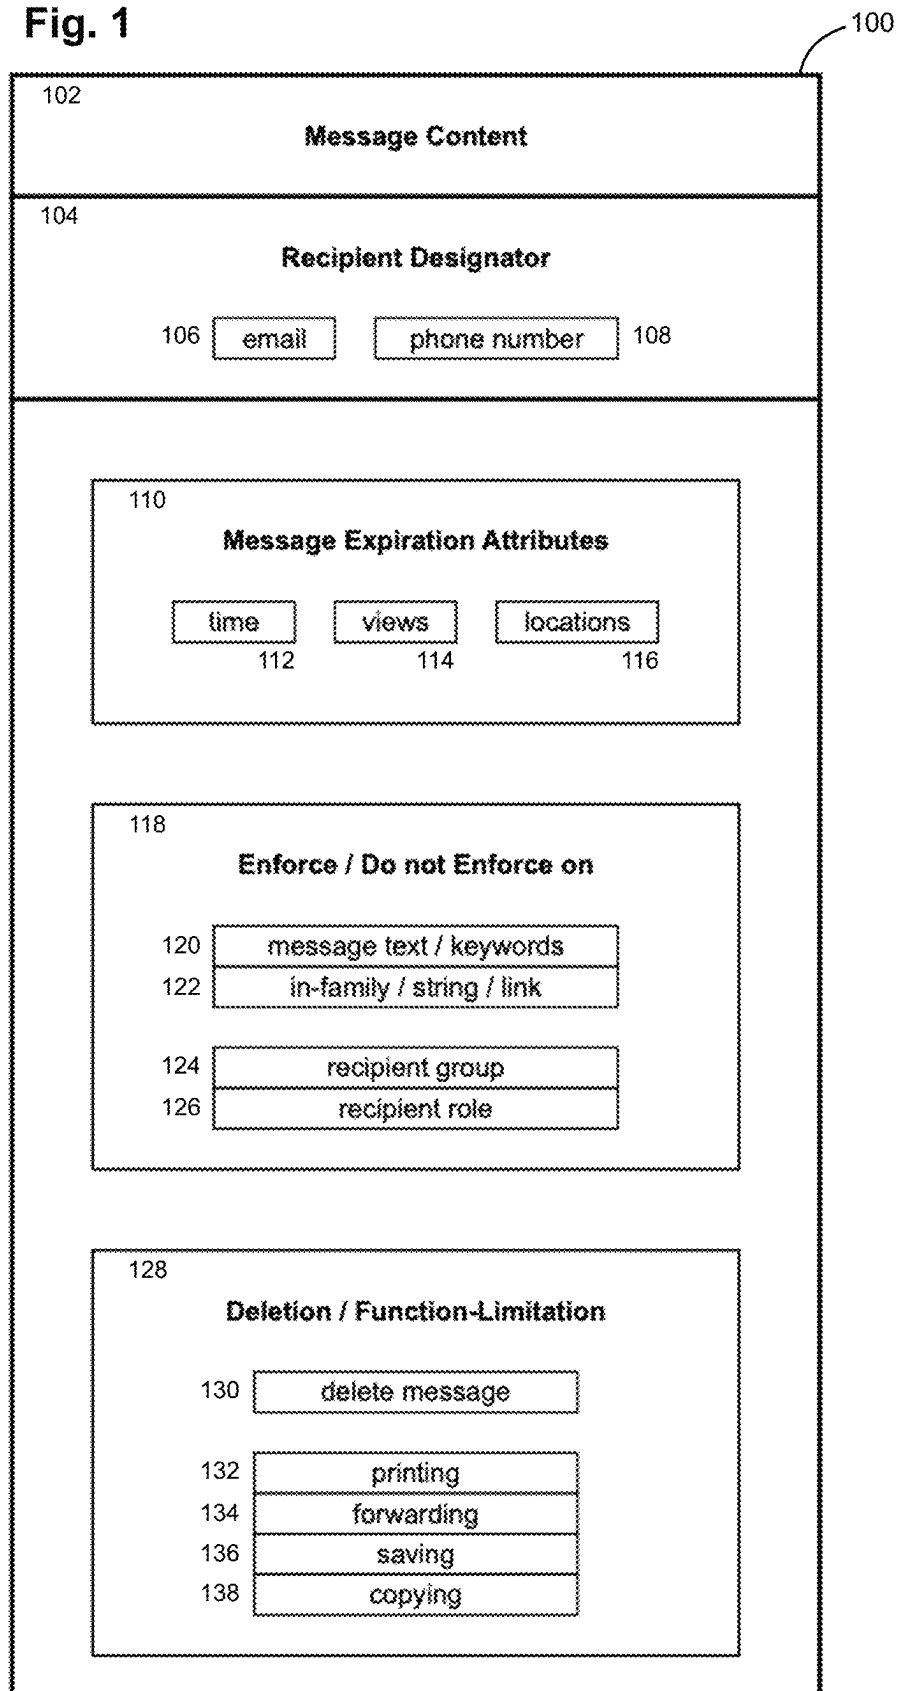 Fig. 1
100
102
Message Content
104
Recipient Designator
106 email phone number 108
110
Message Expiration Attributes
time views locations
112 114 116
118
Enforce / Do not Enforce on
120 message text / keywords
122 in-family / string / link
124 recipient group
126 recipient role
128
Deletion / Function-Limitation
130 delete message
132 printing
134 forwarding
136 saving
138 copying